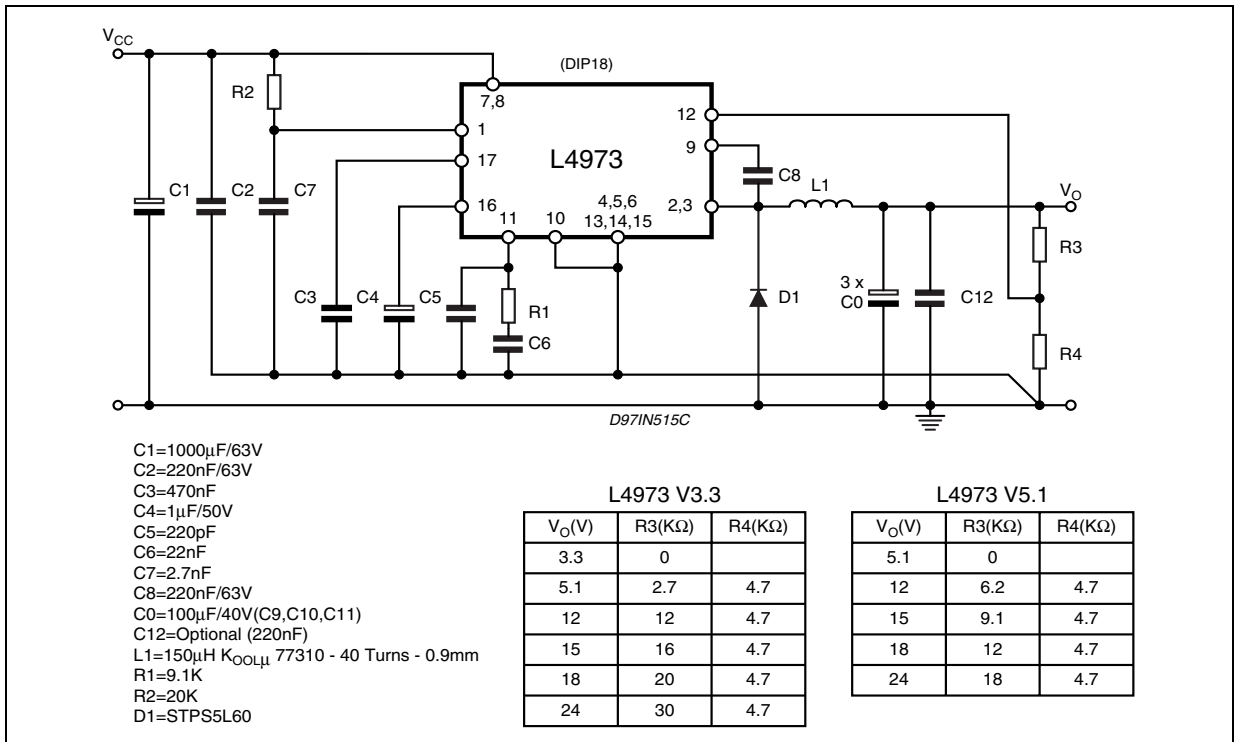 VCC
(DIP18)
R2
7,8
12
1
9
17
L4973
C8
L1
VO
C1
C2
C7
16
4,5,6
2,3
11
10
13,14,15
R3
C3
C4
C5
R1
D1
3 x
C0
C12
C6
R4
D97IN515C
C1=1000µF/63V
C2=220nF/63V
C3=470nF
C4=1µF/50V
C5=220pF
C6=22nF
C7=2.7nF
C8=220nF/63V
C0=100µF/40V(C9,C10,C11)
C12=Optional (220nF)
L1=150µH KOOLµ 77310 - 40 Turns - 0.9mm
R1=9.1K
R2=20K
D1=STPS5L60
L4973 V3.3
VO(V) R3(KΩ) R4(KΩ)
3.3 0
5.1 2.7 4.7
12 12 4.7
15 16 4.7
18 20 4.7
24 30 4.7
L4973 V5.1
VO(V) R3(KΩ) R4(KΩ)
5.1 0
12 6.2 4.7
15 9.1 4.7
18 12 4.7
24 18 4.7